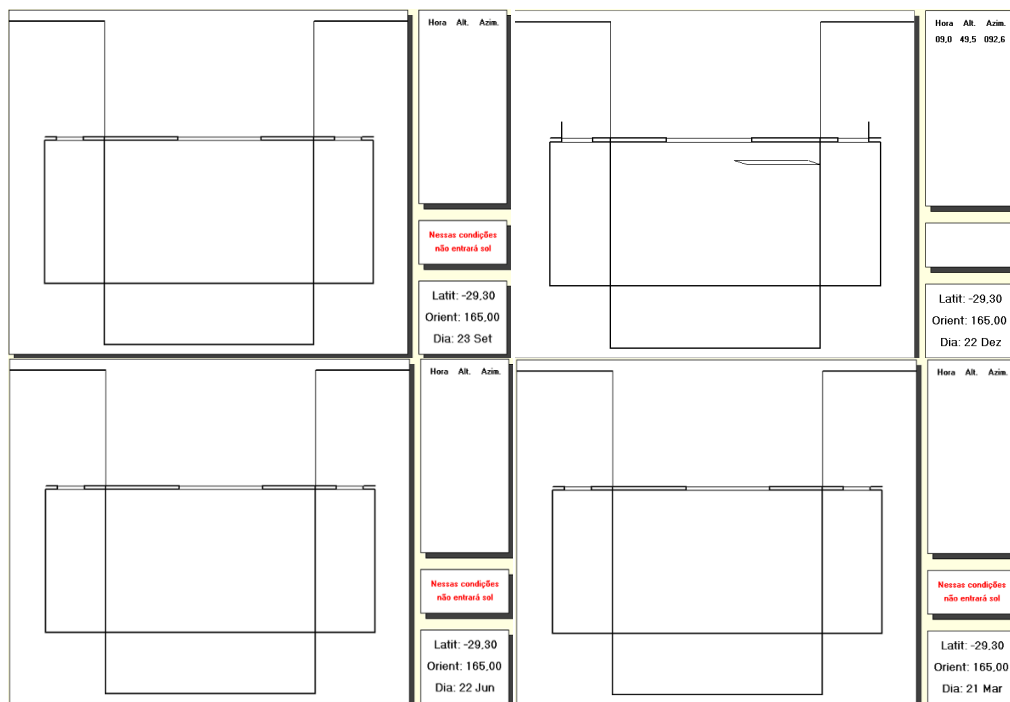 Hora Alt. Azim.
Nessas condições
não entrará sol
Latit: -29,30
Orient: 165,00
Dia: 23 Set
Hora Alt. Azim.
09,0 49,5 092,6
Latit: -29,30
Orient: 165,00
Dia: 22 Dez
Hora Alt. Azim.
Nessas condições
não entrará sol
Latit: -29,30
Orient: 165,00
Dia: 22 Jun
Hora Alt. Azim.
Nessas condições
não entrará sol
Latit: -29,30
Orient: 165,00
Dia: 21 Mar